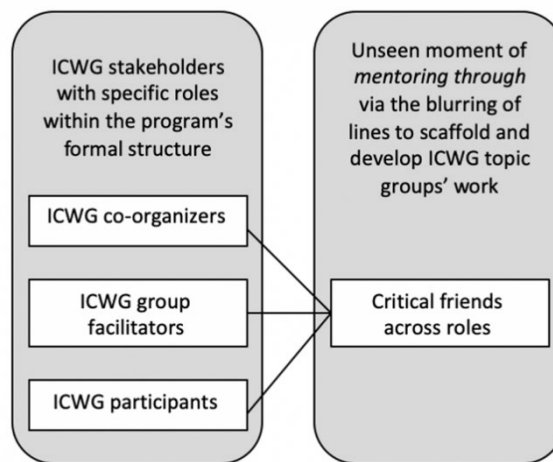 ICWG stakeholders
with specific roles
within the program's
formal structure
ICWG co-organizers
ICWG group
facilitators
ICWG participants
Unseen moment of
mentoring through
via the blurring of
lines to scaffold and
develop ICWG topic
groups' work
Critical friends
across roles